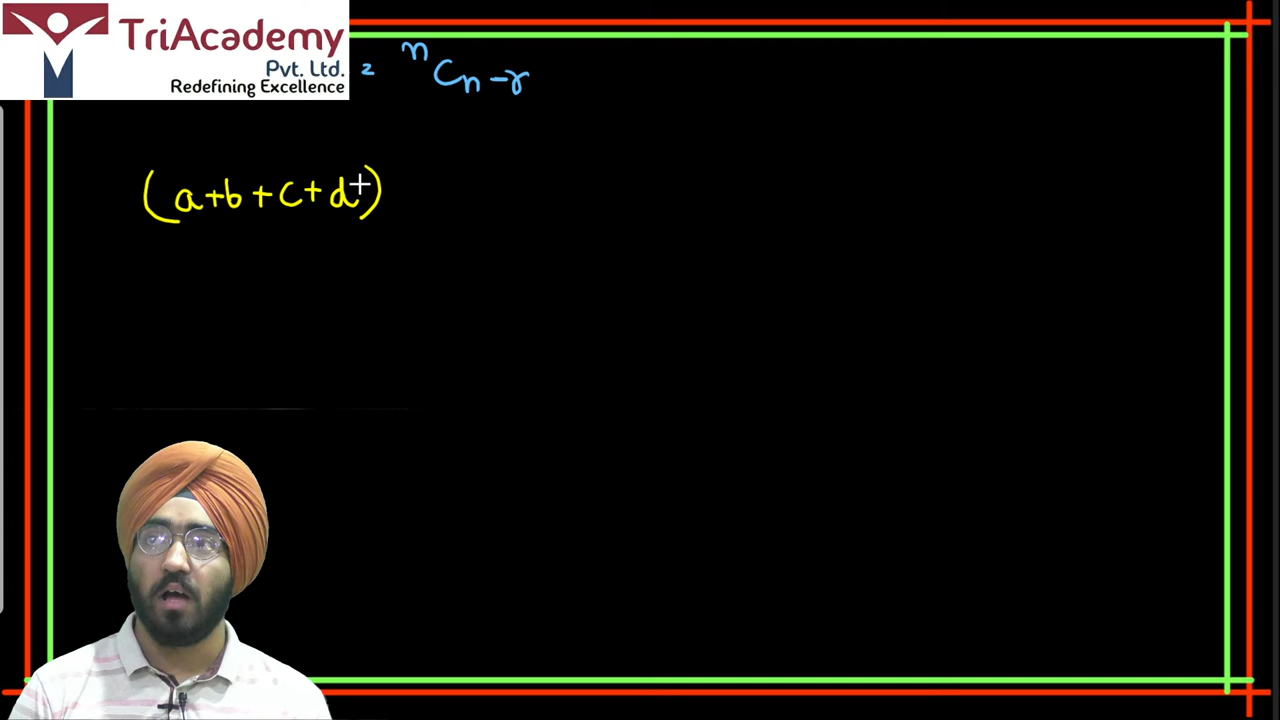 TriAcademy
Pvt. Ltd.
Redefining Excellence
= ⁿCₙ₋ᵣ
(a+b+c+d)